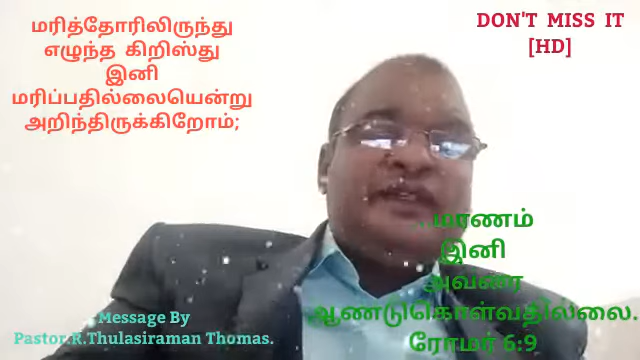 மரித்தோரிலிருந்து
எழுந்த கிறிஸ்து
இனி
மரிப்பதில்லையென்று
அறிந்திருக்கிறோம்;
DON'T MISS IT
[HD]
...மரணம்
இனி
அவரை
ஆண்டுகொள்வதில்லை.
ரோமர் 6:9
Message By
Pastor.R.Thulasiraman Thomas.